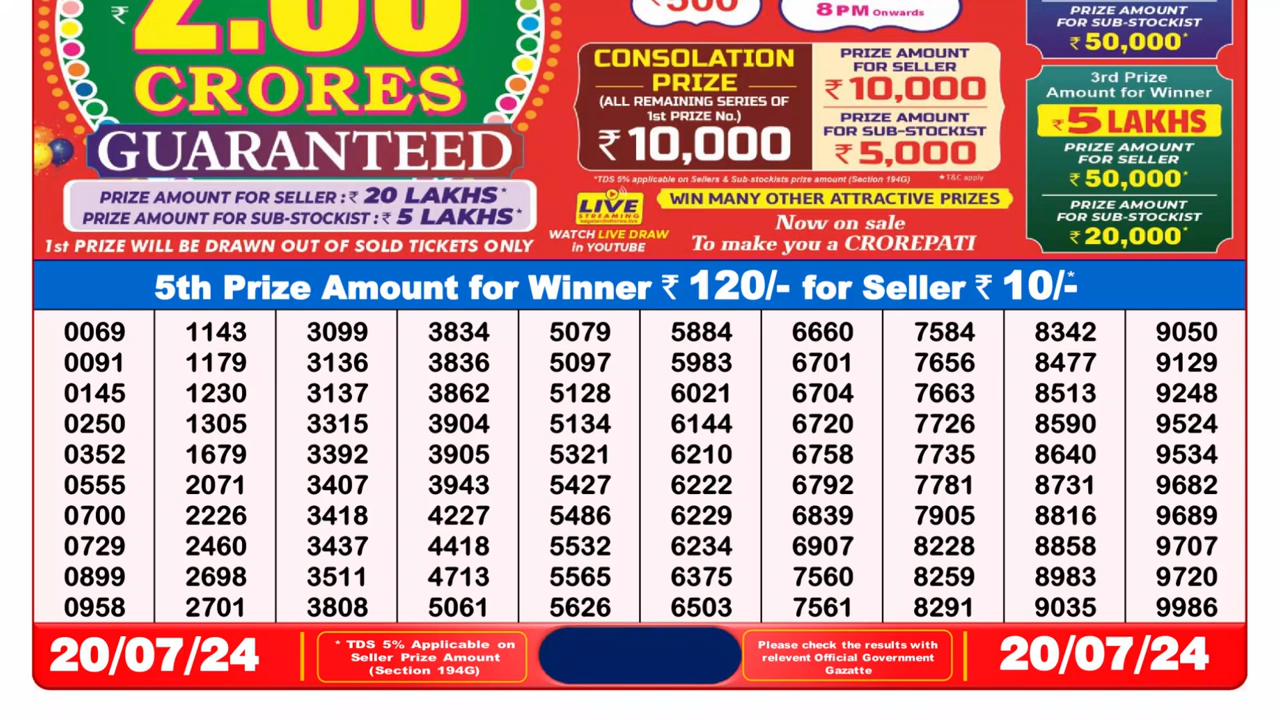 ₹ 2.00
CRORES
GUARANTEED
PRIZE AMOUNT FOR SELLER :₹ 20 LAKHS*
PRIZE AMOUNT FOR SUB-STOCKIST :₹ 5 LAKHS*
1st PRIZE WILL BE DRAWN OUT OF SOLD TICKETS ONLY
₹500
8 PM Onwards
CONSOLATION
PRIZE
(ALL REMAINING SERIES OF
1st PRIZE No.)
₹ 10,000
PRIZE AMOUNT
FOR SELLER
₹ 10,000
PRIZE AMOUNT
FOR SUB-STOCKIST
₹ 5,000
*TDS 5% applicable on Sellers & Sub-stockists prize amount (Section 194G)
★T&C apply
LIVE
STREAMING
WATCH LIVE DRAW
in YOUTUBE
WIN MANY OTHER ATTRACTIVE PRIZES
Now on sale
To make you a CROREPATI
PRIZE AMOUNT
FOR SUB-STOCKIST
₹ 50,000*
3rd Prize
Amount for Winner
₹ 5 LAKHS
PRIZE AMOUNT
FOR SELLER
₹ 50,000*
PRIZE AMOUNT
FOR SUB-STOCKIST
₹ 20,000*
5th Prize Amount for Winner ₹ 120/- for Seller ₹ 10/-*
0069 1143 3099 3834 5079 5884 6660 7584 8342 9050
0091 1179 3136 3836 5097 5983 6701 7656 8477 9129
0145 1230 3137 3862 5128 6021 6704 7663 8513 9248
0250 1305 3315 3904 5134 6144 6720 7726 8590 9524
0352 1679 3392 3905 5321 6210 6758 7735 8640 9534
0555 2071 3407 3943 5427 6222 6792 7781 8731 9682
0700 2226 3418 4227 5486 6229 6839 7905 8816 9689
0729 2460 3437 4418 5532 6234 6907 8228 8858 9707
0899 2698 3511 4713 5565 6375 7560 8259 8983 9720
0958 2701 3808 5061 5626 6503 7561 8291 9035 9986
20/07/24
* TDS 5% Applicable on
Seller Prize Amount
(Section 194G)
Please check the results with
relevent Official Government
Gazatte
20/07/24